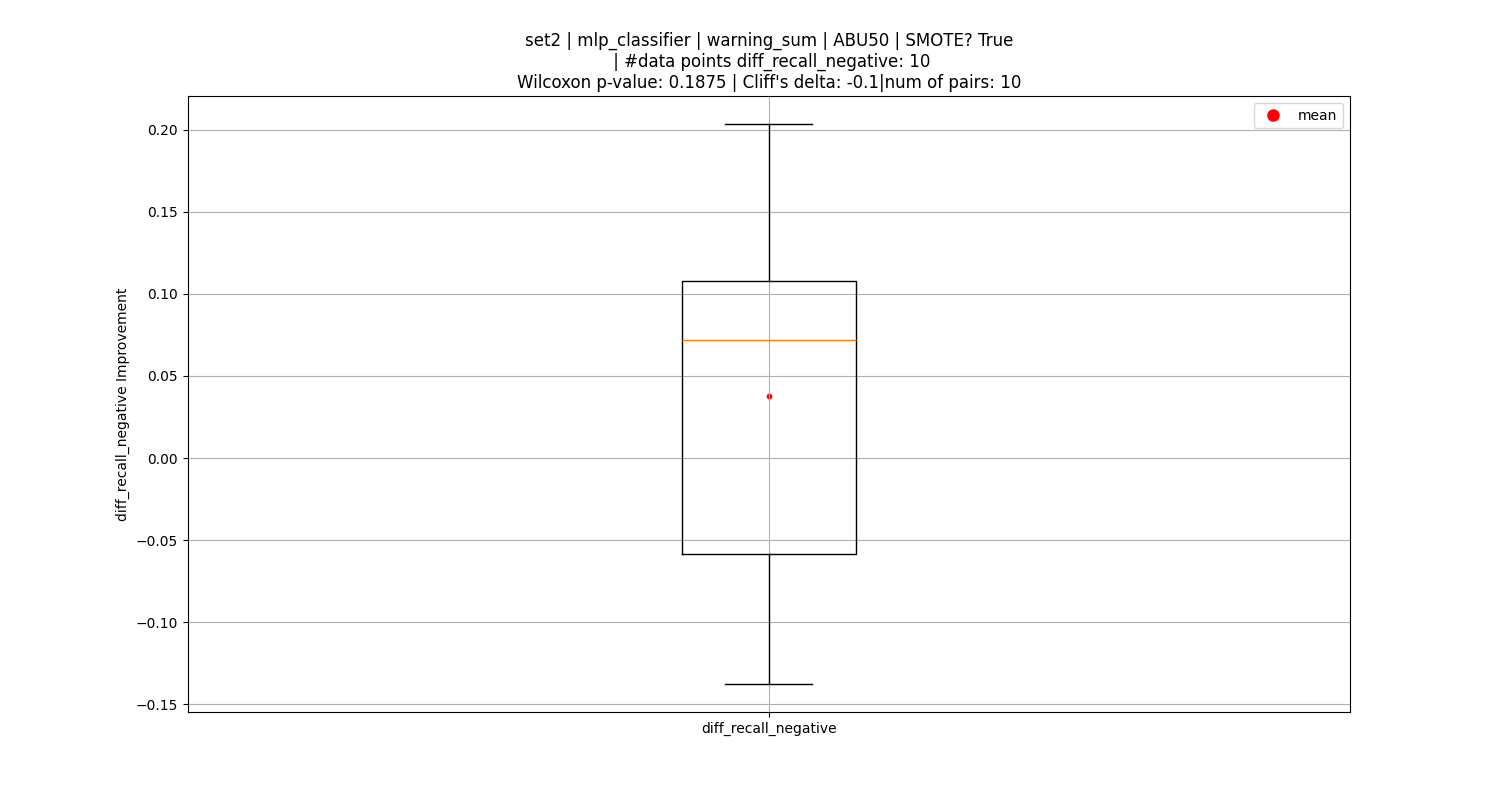 set2 | mlp_classifier | warning_sum | ABU50 | SMOTE? True
| #data points diff_recall_negative: 10
Wilcoxon p-value: 0.1875 | Cliff's delta: -0.1|num of pairs: 10
mean
0.20
0.15
0.10
0.05
0.00
−0.05
−0.10
−0.15
diff_recall_negative Improvement
diff_recall_negative